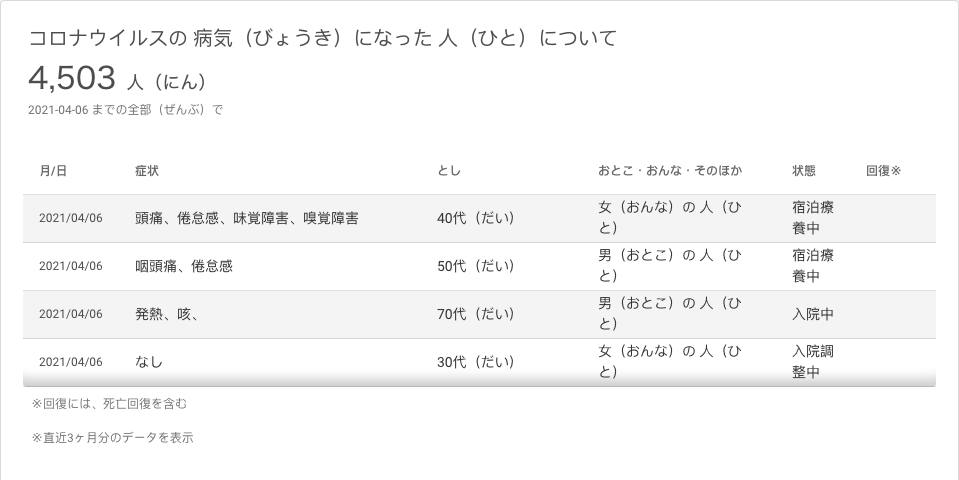 コロナウイルスの 病気（びょうき）になった 人（ひと）について
4,503 人（にん）
2021-04-06 までの全部（ぜんぶ）で
月/日 症状 とし おとこ・おんな・そのほか 状態 回復※
2021/04/06 頭痛、倦怠感、味覚障害、嗅覚障害 40代（だい） 女（おんな）の 人（ひ
と） 宿泊療
養中
2021/04/06 咽頭痛、倦怠感 50代（だい） 男（おとこ）の 人（ひ
と） 宿泊療
養中
2021/04/06 発熱、咳、 70代（だい） 男（おとこ）の 人（ひ
と） 入院中
2021/04/06 なし 30代（だい） 女（おんな）の 人（ひ
と） 入院調
整中
※回復には、死亡回復を含む
※直近3ヶ月分のデータを表示